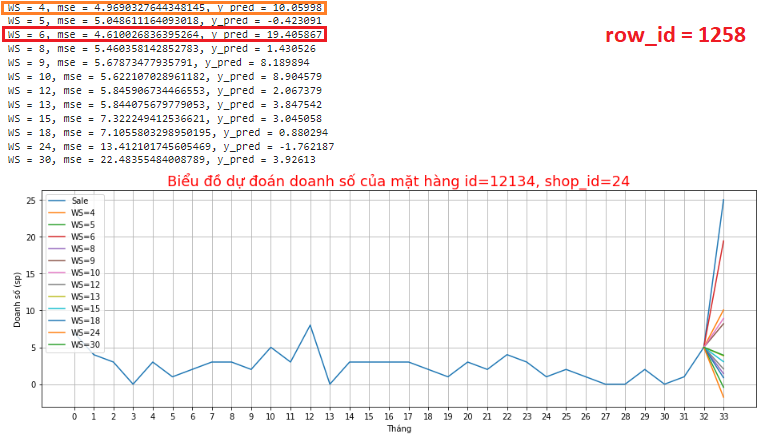 WS = 4, mse = 4.9690327644348145, y_pred = 10.05998
WS = 5, mse = 5.048611164093018, y_pred = -0.423091
WS = 6, mse = 4.610026836395264, y_pred = 19.405867
WS = 8, mse = 5.460358142852783, y_pred = 1.430526
WS = 9, mse = 5.67873477935791, y_pred = 8.189894
WS = 10, mse = 5.622107028961182, y_pred = 8.904579
WS = 12, mse = 5.845906734466553, y_pred = 2.067379
WS = 13, mse = 5.844075679779053, y_pred = 3.847542
WS = 15, mse = 7.322249412536621, y_pred = 3.045058
WS = 18, mse = 7.1055803298950195, y_pred = 0.880294
WS = 24, mse = 13.412101745605469, y_pred = -1.762187
WS = 30, mse = 22.48355484008789, y_pred = 3.92613
row_id = 1258
Biểu đồ dự đoán doanh số của mặt hàng id=12134, shop_id=24
Doanh số (sp)
25
20
15
10
5
0
Sale
WS=4
WS=5
WS=6
WS=8
WS=9
WS=10
WS=12
WS=13
WS=15
WS=18
WS=24
WS=30
0 1 2 3 4 5 6 7 8 9 10 11 12 13 14 15 16 17 18 19 20 21 22 23 24 25 26 27 28 29 30 31 32 33
Tháng